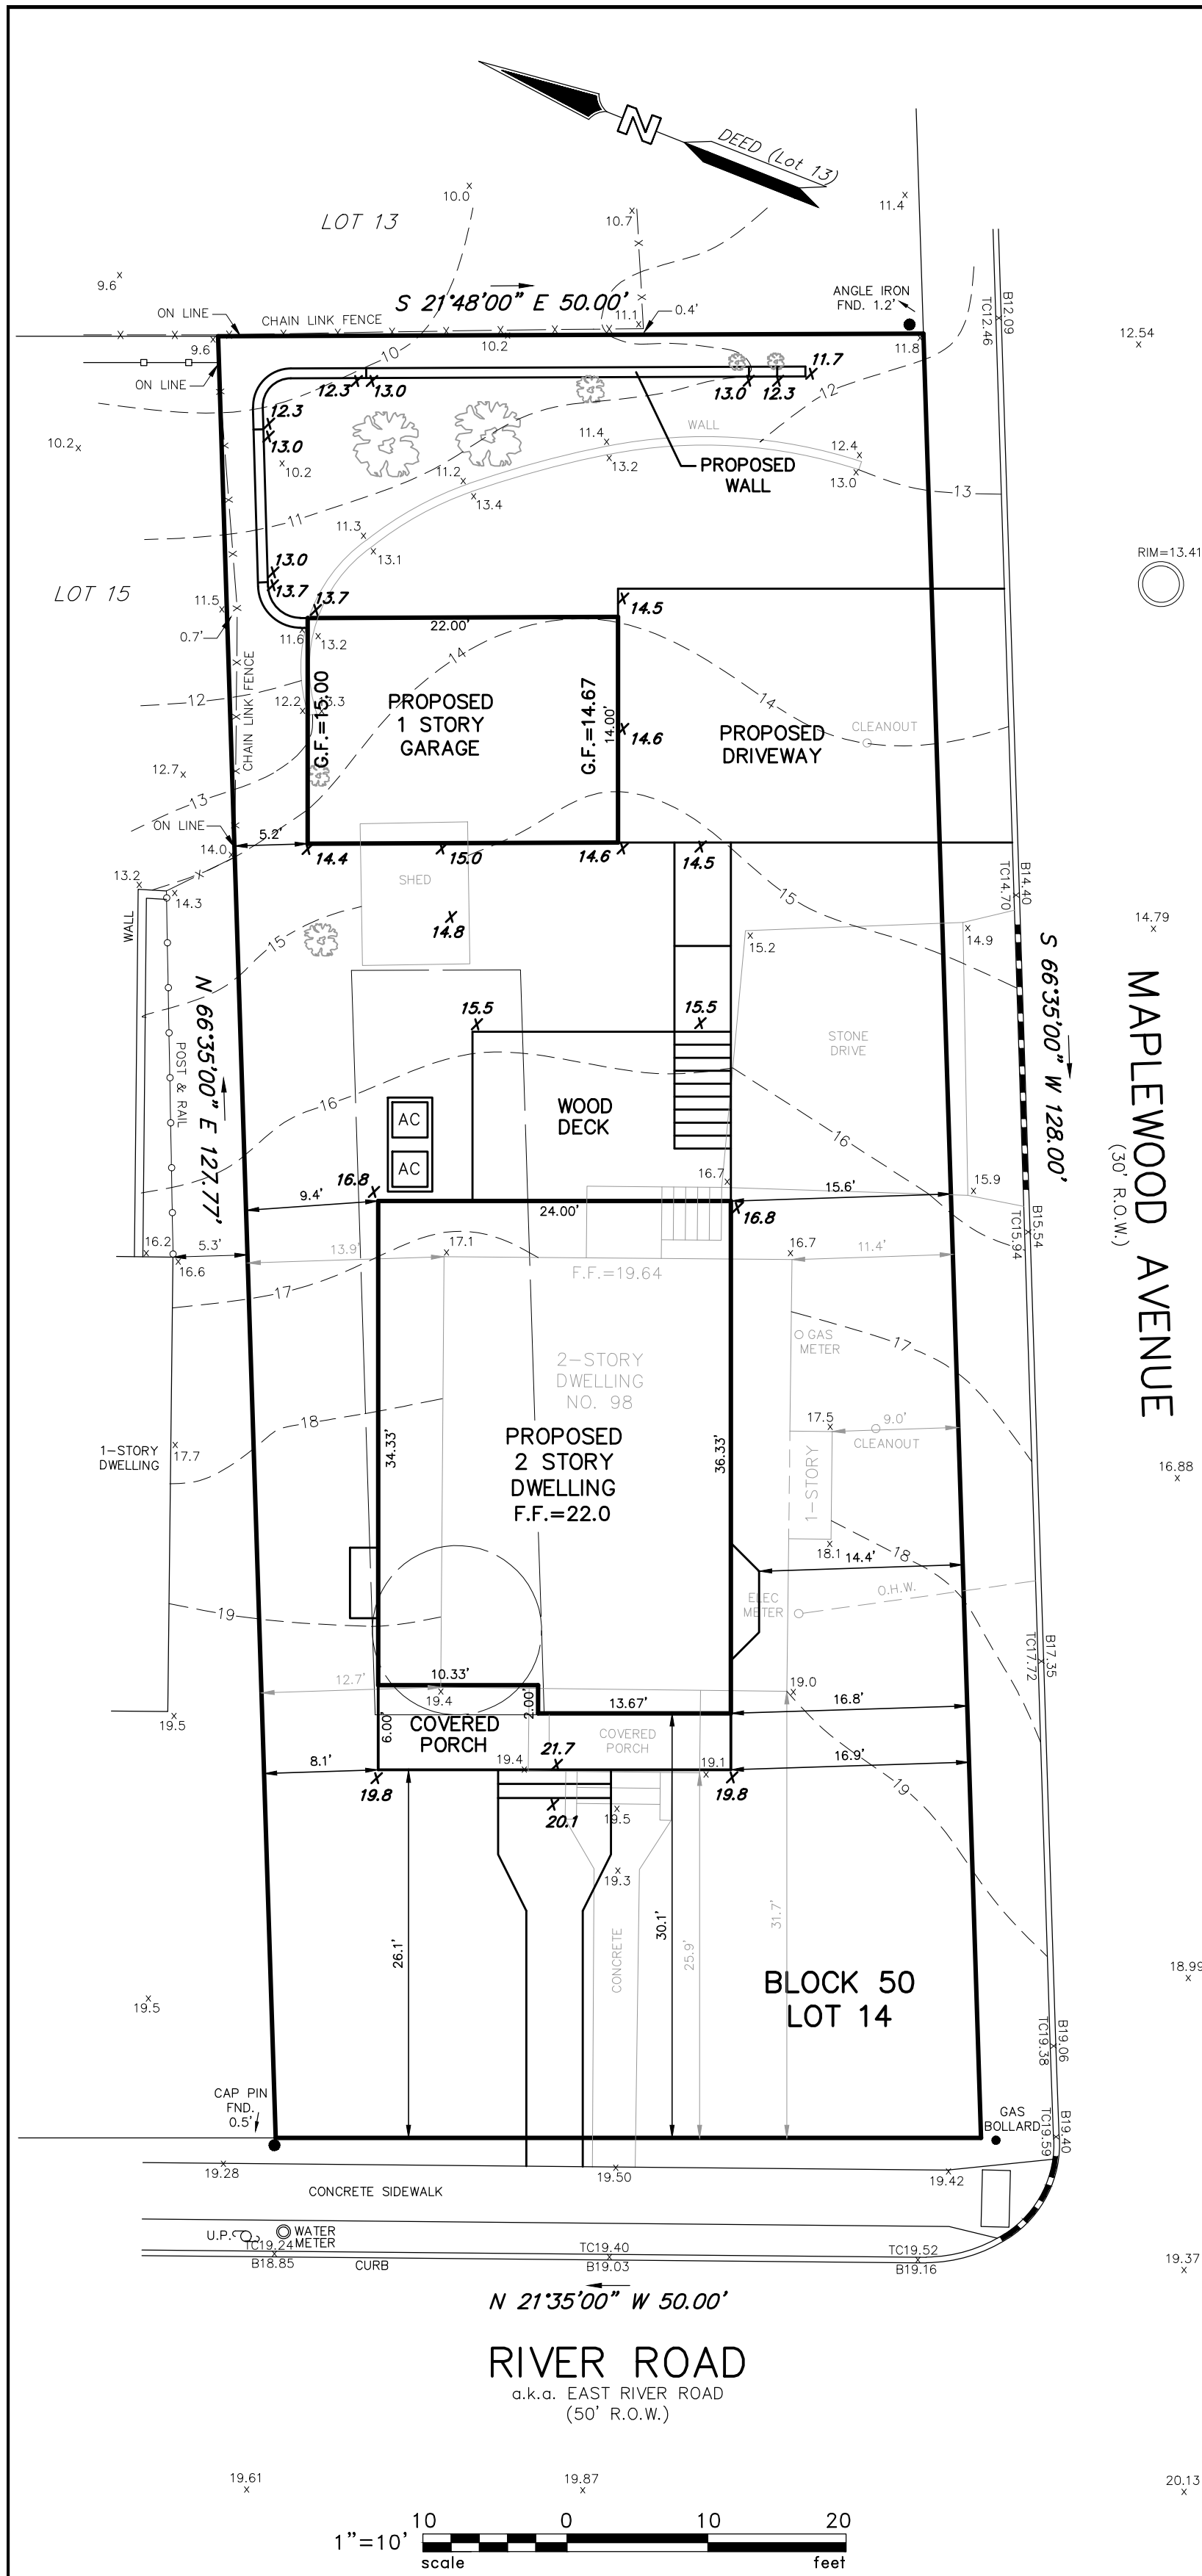 N
DEED (Lot 13)
10.0
10.7
11.4
LOT 13
9.6
ON LINE
S 21°48'00" E 50.00'
CHAIN LINK FENCE
11.1
0.4'
ANGLE IRON
FND. 1.2'
TC12.46
B12.09
9.6
10
10.2
11.8
12.54
ON LINE
12.3
13.0
13.0
12.3
11.7
12
12.3
13.0
10.2
10.2
11.4
WALL
12.4
13.2
PROPOSED
WALL
13.0
13
11.2
13.4
11
11.3
13.1
RIM=13.41
LOT 15
13.0
13.7
11.5
13.7
14.5
0.7'
11.6
13.2
22.00'
14
CHAIN LINK FENCE
12
12.2
G.F.=15.00
PROPOSED
1 STORY
GARAGE
G.F.=14.67
14.00'
14.6
14
CLEANOUT
PROPOSED
DRIVEWAY
12.7
13
ON LINE
5.2'
14.0
14.4
15.0
14.6
14.5
13.2
14.3
SHED
15
TC14.70
B14.40
WALL
14.8
14.79
15
15.2
14.9
N 66°35'00" E 127.77'
S 66°35'00" W 128.00'
MAPLEWOOD AVENUE
(30' R.O.W.)
15.5
15.5
STONE
DRIVE
POST & RAIL
16
WOOD
DECK
16
AC
AC
16.8
16.7
15.6'
15.9
9.4'
24.00'
16.8
TC15.94
B15.54
16.2
5.3'
16.6
13.9'
17.1
16.7
11.4'
F.F.=19.64
17
GAS
METER
17
2-STORY
DWELLING
NO. 98
18
17.5
9.0'
CLEANOUT
1-STORY
DWELLING
17.7
34.33'
PROPOSED
2 STORY
DWELLING
F.F.=22.0
36.33'
1-STORY
16.88
18.1
14.4'
18
19
ELEC
METER
O.H.W.
TC17.72
B17.35
12.7'
10.33'
19.4
19.0
19.5
2.00'
13.67'
16.8'
6.00'
COVERED
PORCH
COVERED
PORCH
8.1'
19.4
21.7
19.1
16.9'
19.8
20.1
19.5
19.8
19
19.3
26.1'
CONCRETE
30.1'
25.9'
31.7'
BLOCK 50
LOT 14
18.99
19.5
TC19.38
B19.06
CAP PIN
FND.
0.5'
GAS
BOLLARD
TC19.59
B19.40
19.28
19.50
19.42
CONCRETE SIDEWALK
U.P.
WATER
METER
TC19.24
B18.85
CURB
TC19.40
B19.03
TC19.52
B19.16
19.37
N 21°35'00" W 50.00'
RIVER ROAD
a.k.a. EAST RIVER ROAD
(50' R.O.W.)
19.61
19.87
20.13
10 0 10 20
1"=10'
scale feet